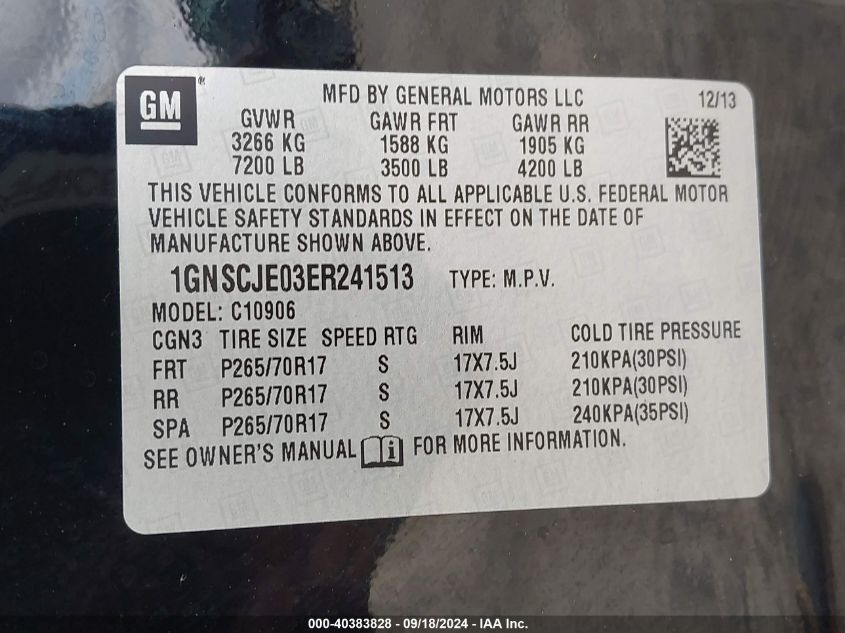 GM®
MFD BY GENERAL MOTORS LLC 12/13
GVWR GAWR FRT GAWR RR
3266 KG 1588 KG 1905 KG
7200 LB 3500 LB 4200 LB
THIS VEHICLE CONFORMS TO ALL APPLICABLE U.S. FEDERAL MOTOR
VEHICLE SAFETY STANDARDS IN EFFECT ON THE DATE OF
MANUFACTURE SHOWN ABOVE.
1GNSCJE03ER241513 TYPE: M.P.V.
MODEL: C10906
CGN3 TIRE SIZE SPEED RTG RIM COLD TIRE PRESSURE
FRT P265/70R17 S 17X7.5J 210KPA(30PSI)
RR P265/70R17 S 17X7.5J 210KPA(30PSI)
SPA P265/70R17 S 17X7.5J 240KPA(35PSI)
SEE OWNER'S MANUAL i FOR MORE INFORMATION.
000-40383828 - 09/18/2024 - IAA Inc.